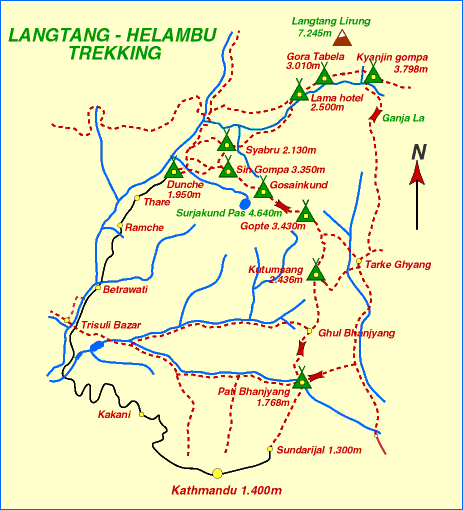 LANGTANG - HELAMBU
TREKKING
Langtang Lirung
7.245m
Gora Tabela
3.010m
Kyanjin gompa
3.798m
Lama hotel
2.500m
Ganja La
Syabru 2.130m
N
Sin Gompa 3.350m
Dunche
1.950m
Gosainkund
Thare
Surjakund Pas 4.640m
Gopte 3.430m
Ramche
Kutumsang
2.436m
Tarke Ghyang
Betrawati
Trisuli Bazar
Ghul Bhanjyang
Pati Bhanjyang
1.768m
Kakani
Sundarijal 1.300m
Kathmandu 1.400m